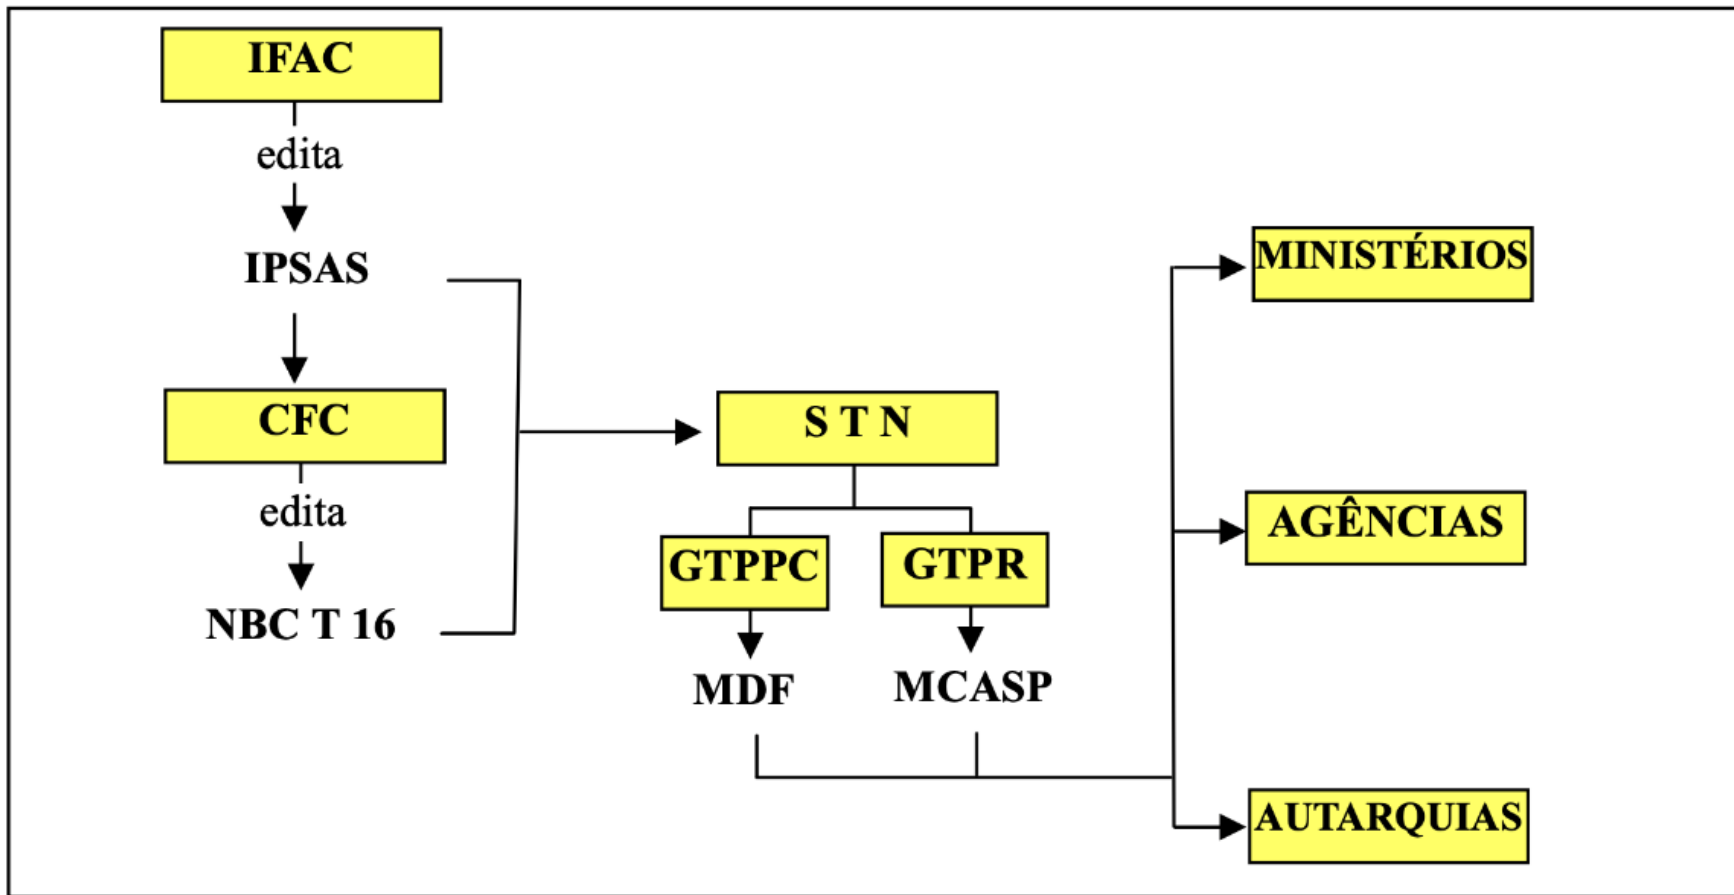 IFAC
edita
IPSAS
CFC
edita
NBC T 16
S T N
GTPPC
GTPR
MDF
MCASP
MINISTÉRIOS
AGÊNCIAS
AUTARQUIAS